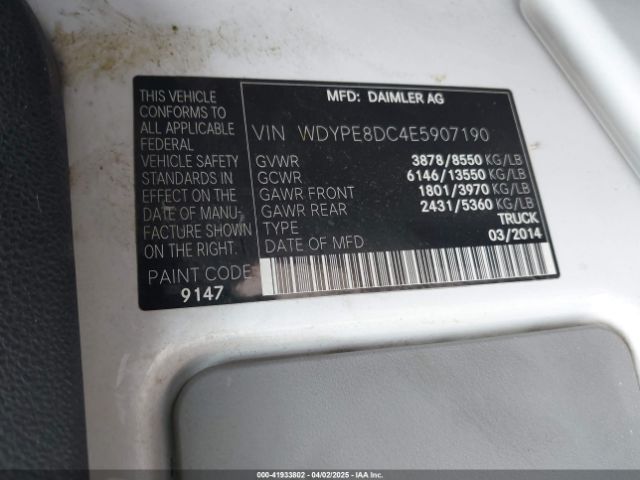 MFD: DAIMLER AG
THIS VEHICLE
CONFORMS TO
ALL APPLICABLE
FEDERAL
VEHICLE SAFETY
STANDARDS IN
EFFECT ON THE
DATE OF MANU-
FACTURE SHOWN
ON THE RIGHT.
PAINT CODE
9147
VIN WDYPE8DC4E5907190
GVWR 3878/8550 KG/LB
GCWR 6146/13550 KG/LB
GAWR FRONT 1801/3970 KG/LB
GAWR REAR 2431/5360 KG/LB
TYPE TRUCK
DATE OF MFD 03/2014
000-41933802 04/02/2025 IAAI.COM